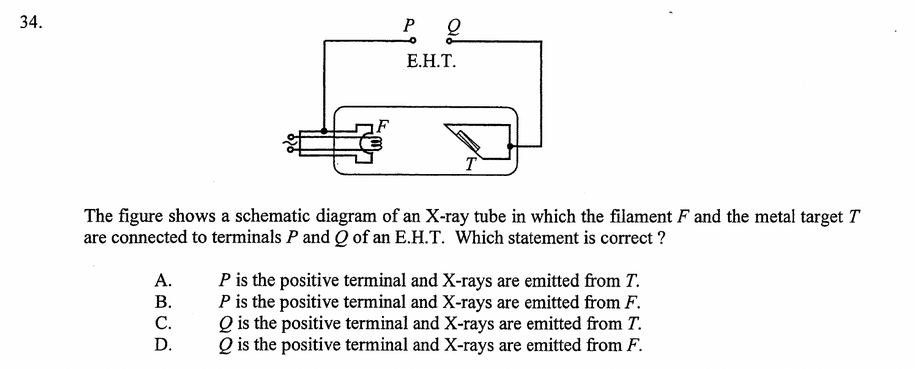 34.
P Q
E.H.T.
F
T
The figure shows a schematic diagram of an X-ray tube in which the filament F and the metal target T
are connected to terminals P and Q of an E.H.T. Which statement is correct ?
A. P is the positive terminal and X-rays are emitted from T.
B. P is the positive terminal and X-rays are emitted from F.
C. Q is the positive terminal and X-rays are emitted from T.
D. Q is the positive terminal and X-rays are emitted from F.